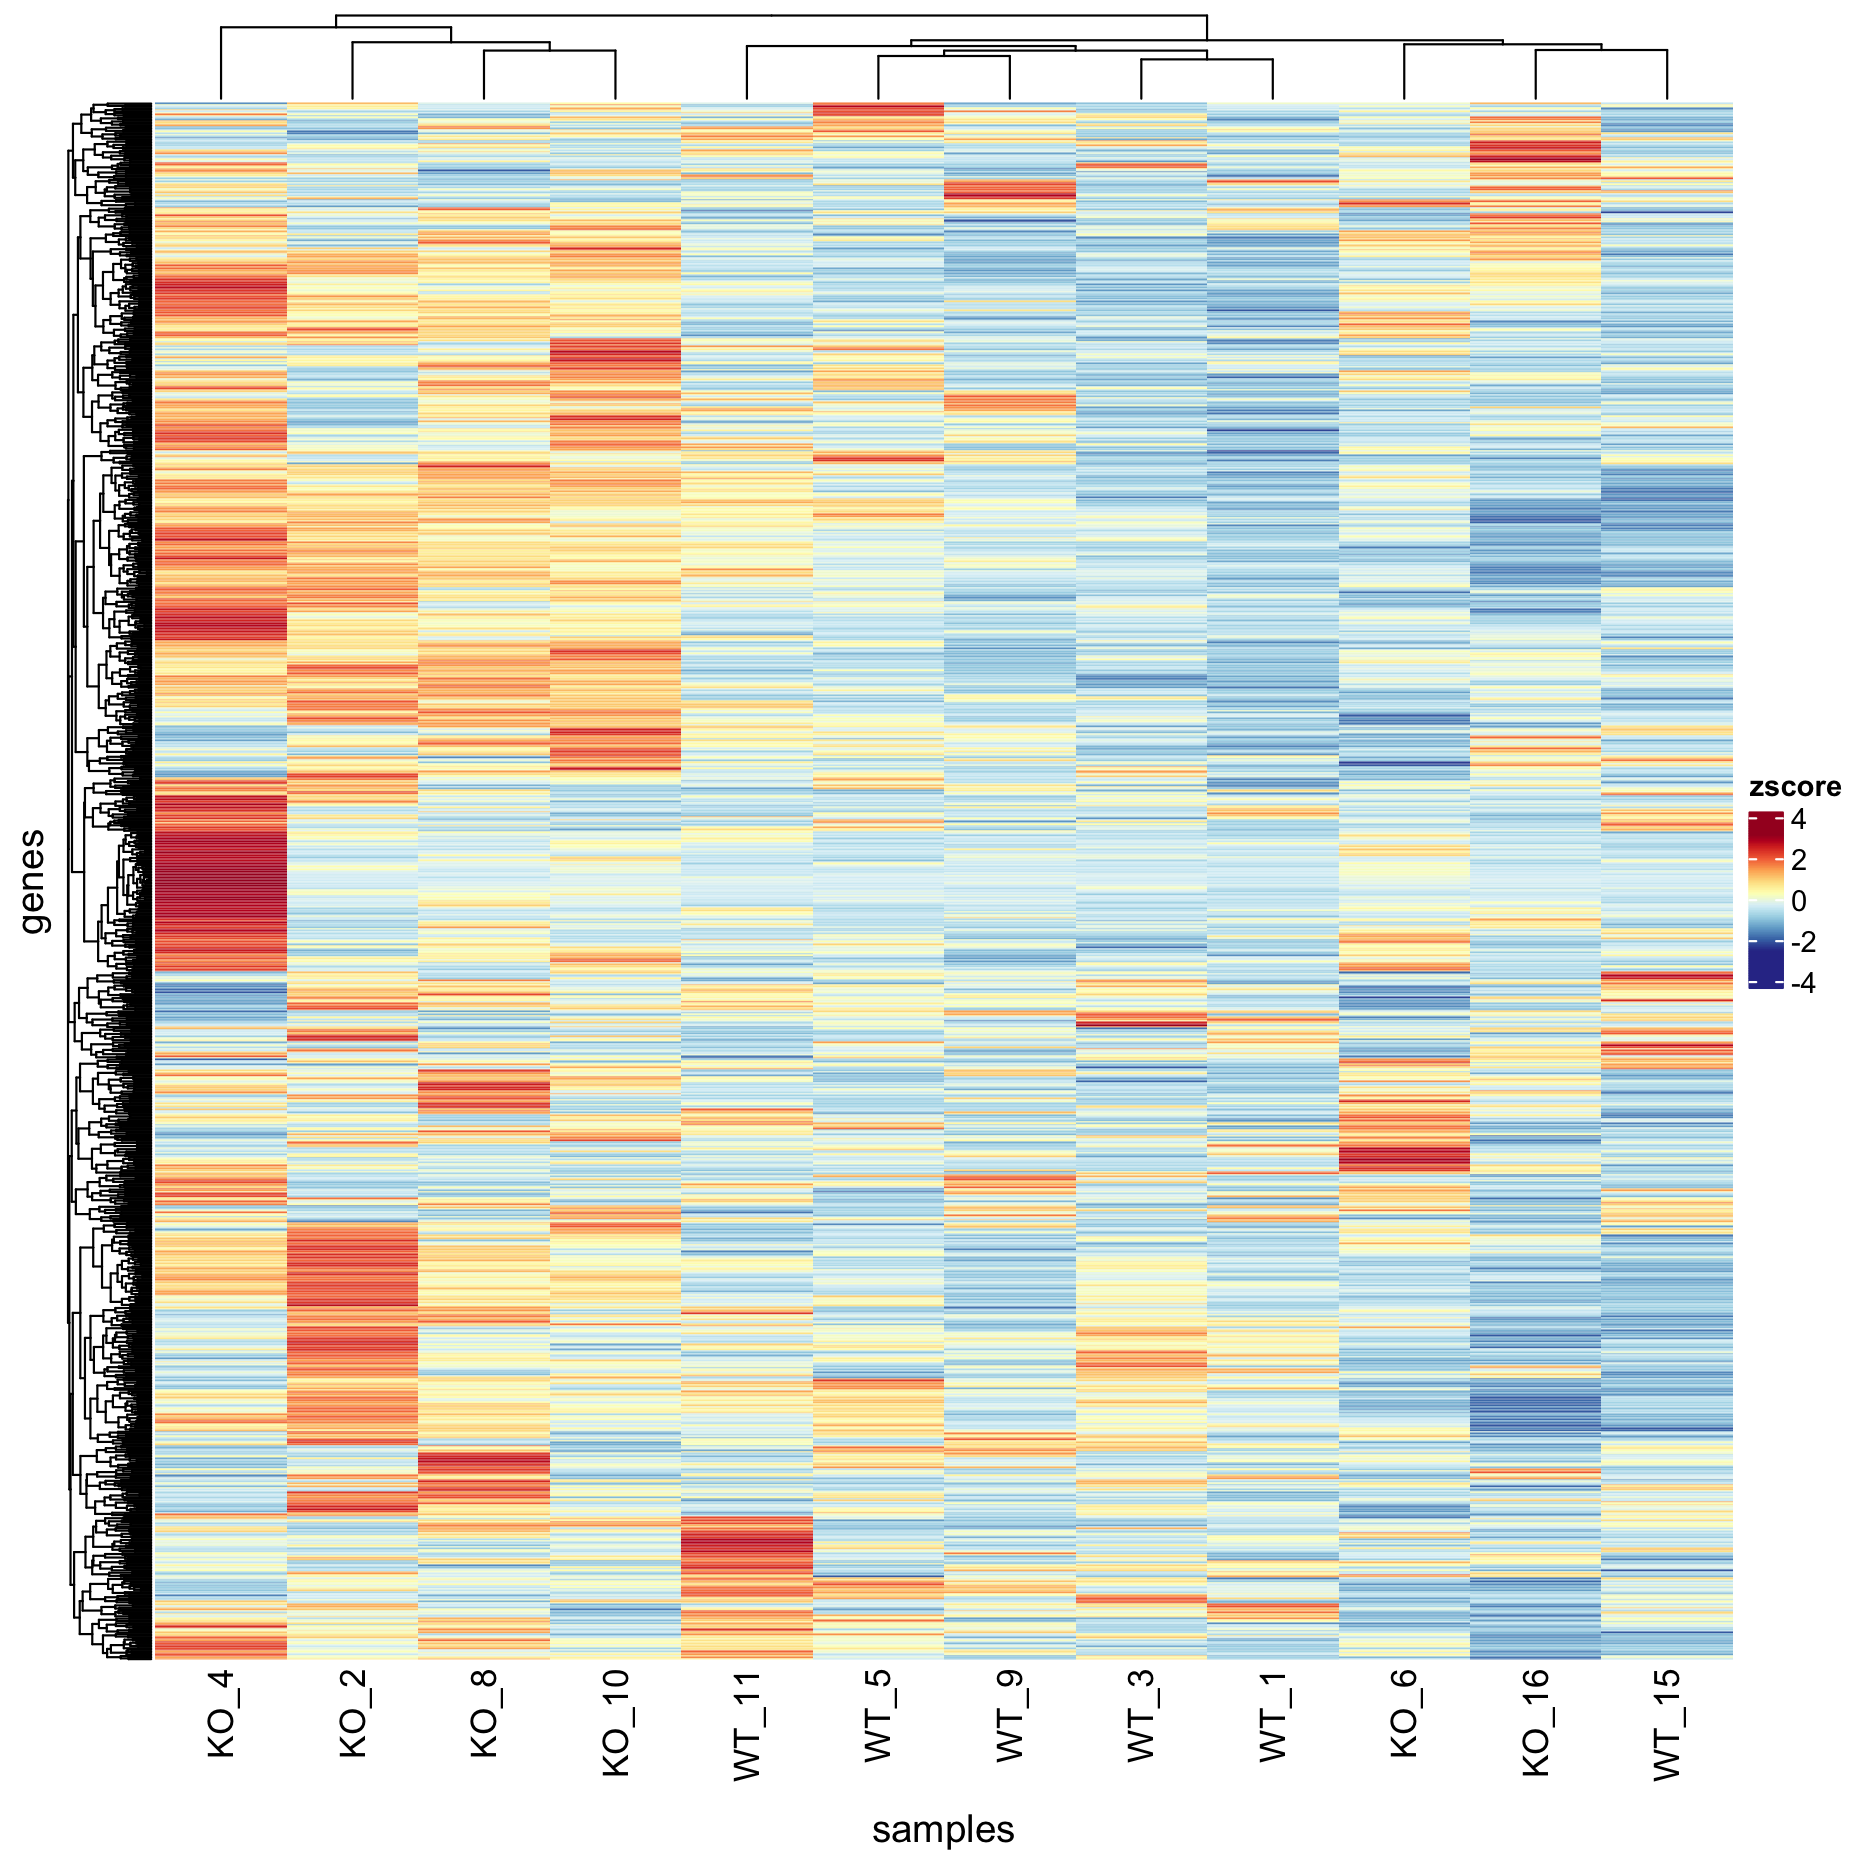 genes
zscore
4
2
0
-2
-4
KO_4
KO_2
KO_8
KO_10
WT_11
WT_5
WT_9
WT_3
WT_1
KO_6
KO_16
WT_15
samples